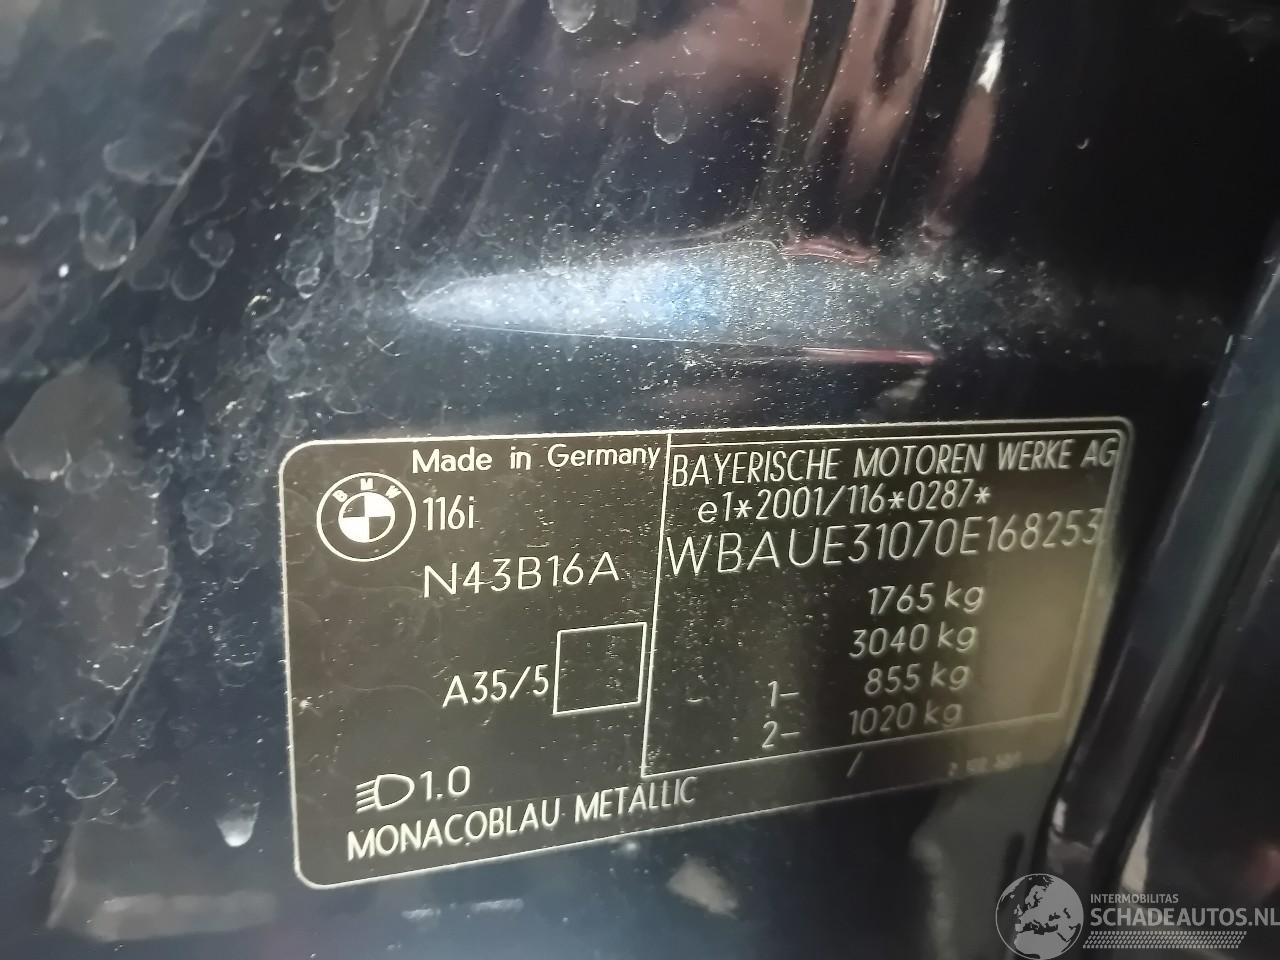 Made in Germany
BMW
116i
N43B16A
A35/5
1.0
MONACOBLAU METALLIC
BAYERISCHE MOTOREN WERKE AG
e1*2001/116*0287*
WBAUE31070E168253
1765 kg
3040 kg
1- 855 kg
2- 1020 kg
/
INTERMOBILITAS
SCHADEAUTOS.NL